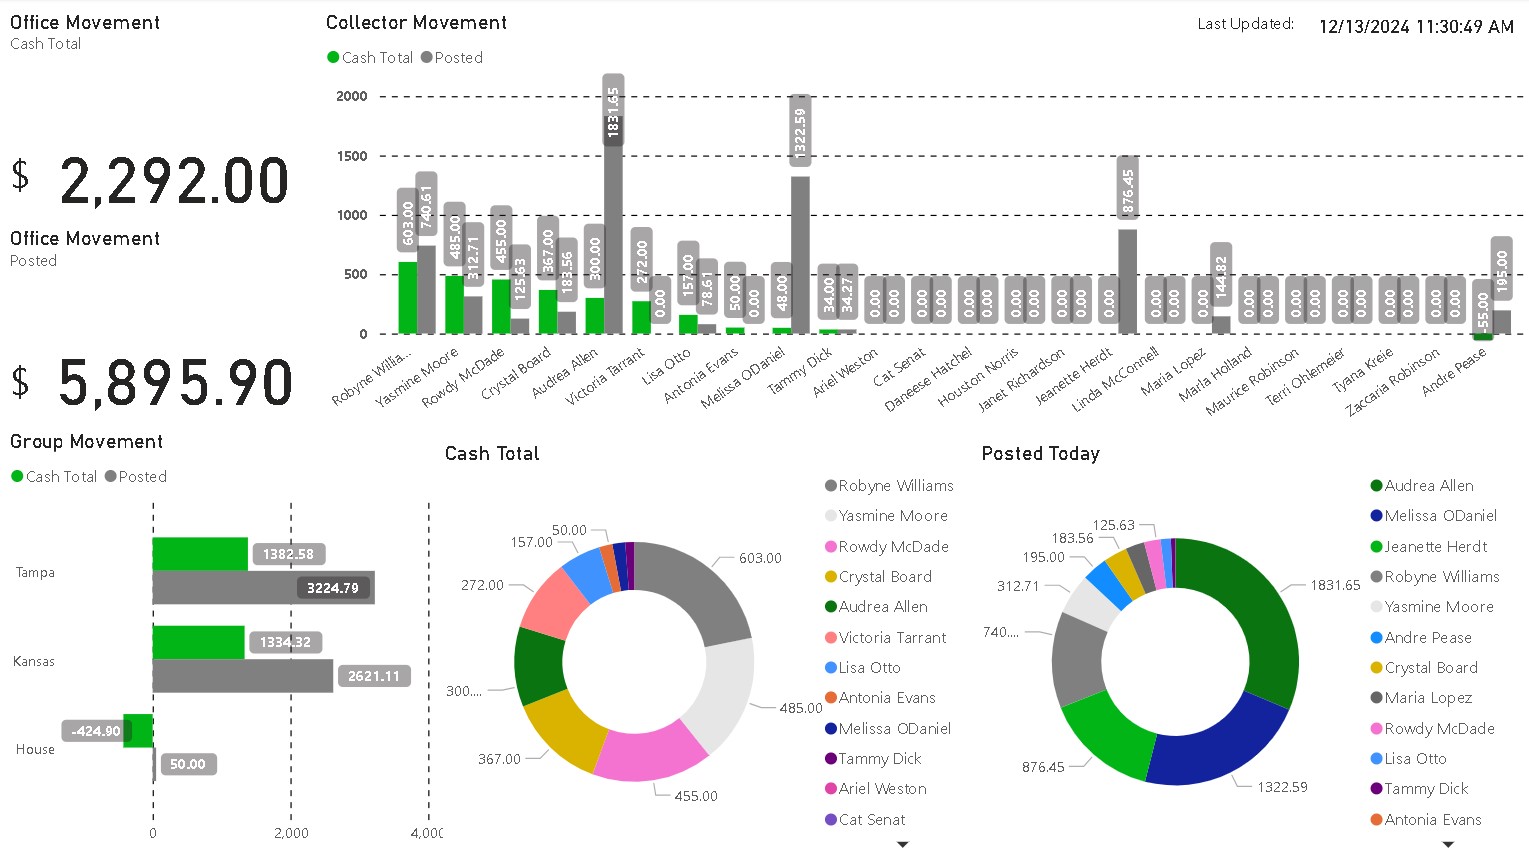 Office Movement
Cash Total
$ 2,292.00
Office Movement
Posted
$ 5,895.90
Collector Movement
Last Updated: 12/13/2024 11:30:49 AM
Cash Total Posted
2000
1500
1000
500
0
603.00 740.61 485.00 312.71 455.00 125.63 367.00 183.56 300.00 1831.65 272.00 0.00 157.00 78.61 50.00 0.00 48.00 1322.59 34.00 34.27 0.00 0.00 0.00 0.00 0.00 0.00 0.00 0.00 0.00 0.00 0.00 876.45 0.00 0.00 0.00 144.82 0.00 0.00 0.00 0.00 0.00 0.00 0.00 0.00 0.00 0.00 -55.00 195.00
Robyne Willia...
Yasmine Moore
Rowdy McDade
Crystal Board
Audrea Allen
Victoria Tarrant
Lisa Otto
Antonia Evans
Melissa ODaniel
Tammy Dick
Ariel Weston
Cat Senat
Daneese Hatchel
Houston Norris
Janet Richardson
Jeanette Herdt
Linda McConnell
Maria Lopez
Marla Holland
Maurice Robinson
Terri Ohlemeier
Tyana Kreie
Zaccaria Robinson
Andre Pease
Group Movement
Cash Total Posted
Tampa
1382.58
3224.79
Kansas
1334.32
2621.11
House
-424.90
50.00
0 2,000 4,000
Cash Total
50.00
157.00
272.00
300....
367.00
455.00
485.00
603.00
Robyne Williams
Yasmine Moore
Rowdy McDade
Crystal Board
Audrea Allen
Victoria Tarrant
Lisa Otto
Antonia Evans
Melissa ODaniel
Tammy Dick
Ariel Weston
Cat Senat
Posted Today
125.63
183.56
195.00
312.71
740....
876.45
1322.59
1831.65
Audrea Allen
Melissa ODaniel
Jeanette Herdt
Robyne Williams
Yasmine Moore
Andre Pease
Crystal Board
Maria Lopez
Rowdy McDade
Lisa Otto
Tammy Dick
Antonia Evans